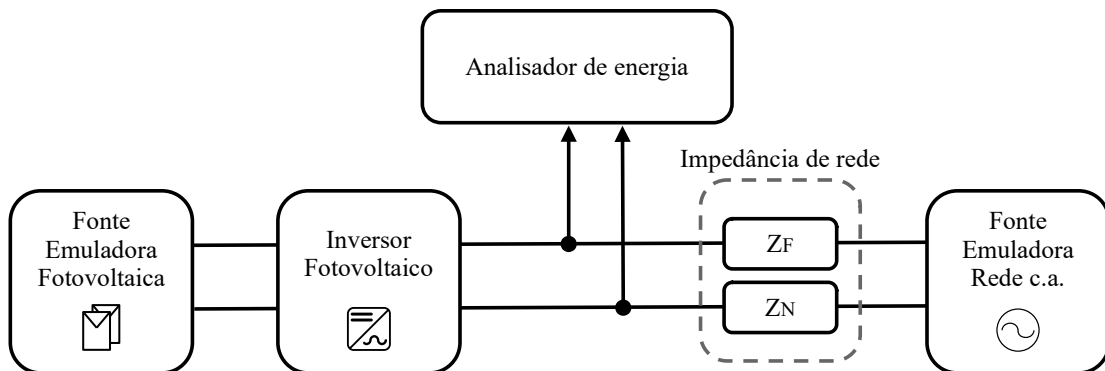 Analisador de energia
Impedância de rede
Fonte
Emuladora
Fotovoltaica
Inversor
Fotovoltaico
ZF
ZN
Fonte
Emuladora
Rede c.a.